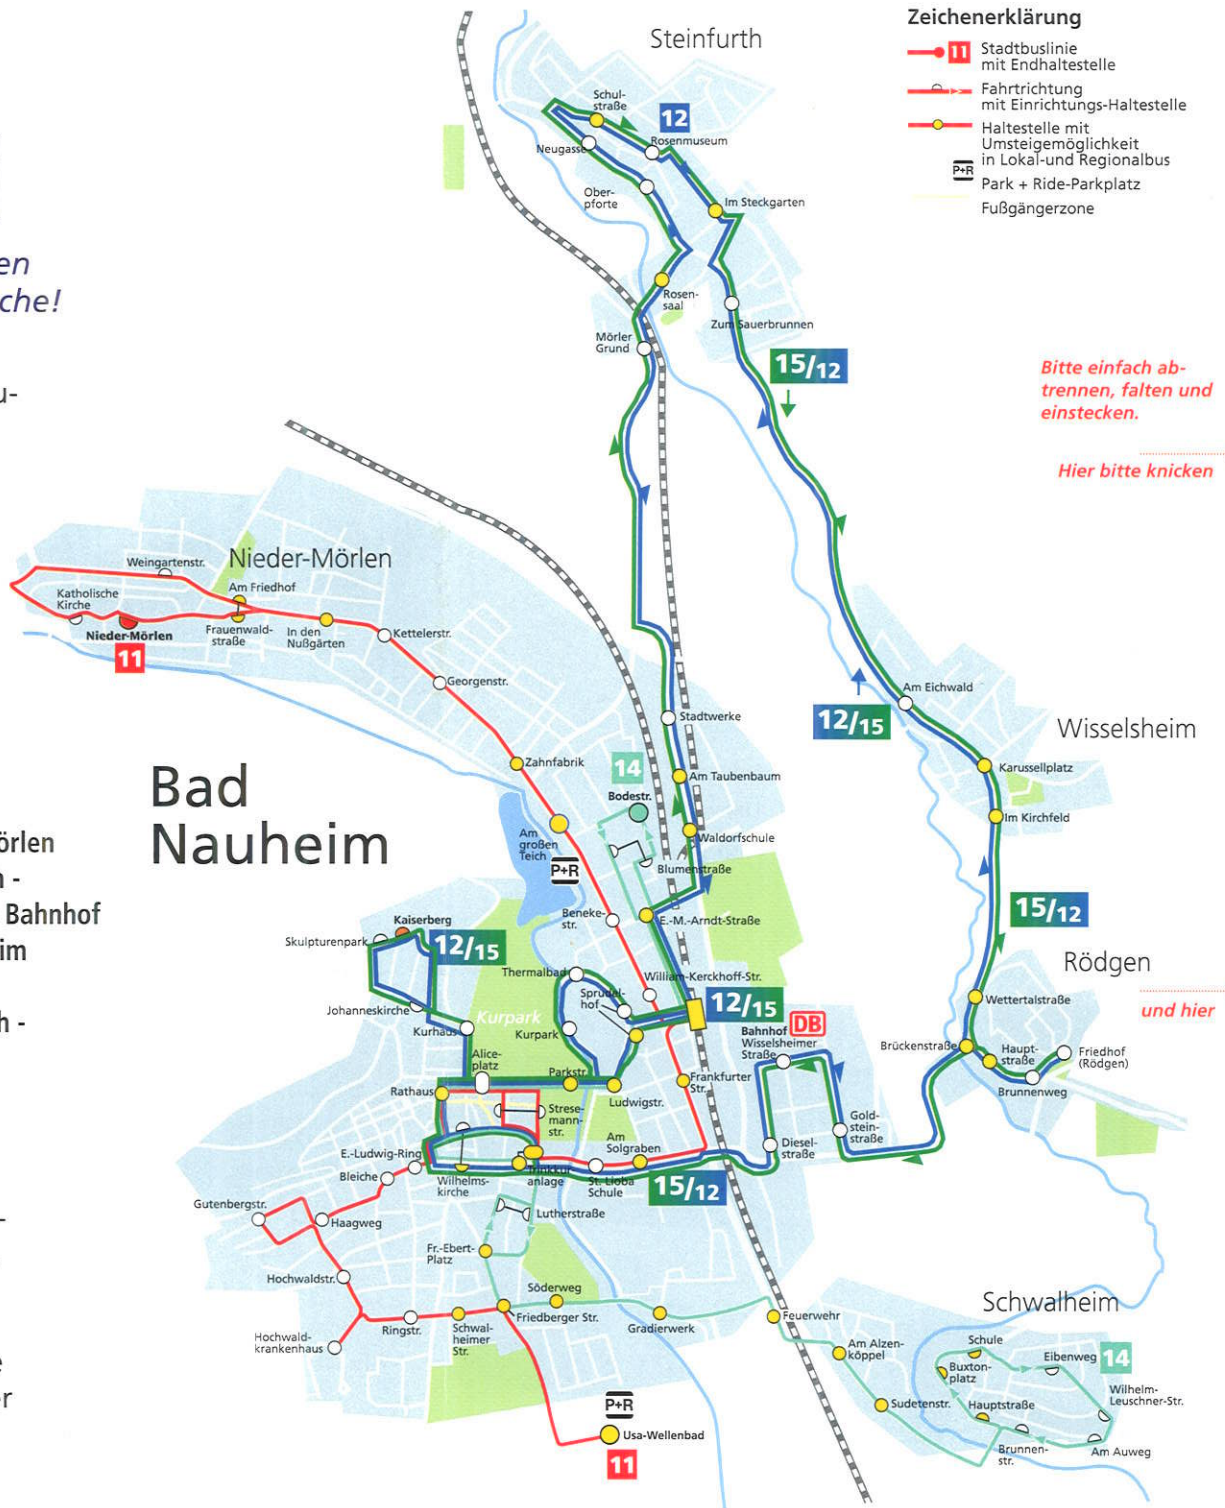 Zeichenerklärung
11 Stadtbuslinie
mit Endhaltestelle
Fahrtrichtung
mit Einrichtungs-Haltestelle
Haltestelle mit
Umsteigemöglichkeit
in Lokal-und Regionalbus
P+R Park + Ride-Parkplatz
Fußgängerzone
Steinfurth
Schul-
straße
12
Rosenmuseum
Neugasse
Ober-
pforte
Im Steckgarten
en
che!
Rosen-
saal
Zum Sauerbrunnen
Mörler
Grund
15/12
Bitte einfach ab-
trennen, falten und
einstecken.
u-
Hier bitte knicken
Nieder-Mörlen
Weingartenstr.
Am Friedhof
Katholische
Kirche
Nieder-Mörlen
11
Frauenwald-
straße
In den
Nußgärten
Kettelerstr.
Georgenstr.
Am Eichwald
12/15
Wisselsheim
Stadtwerke
Zahnfabrik
14
Bodestr.
Am Taubenbaum
Karussellplatz
Im Kirchfeld
Bad
Nauheim
Am
großen
Teich
P+R
Waldorfschule
Blumenstraße
örlen
n -
Bahnhof
im
h -
E.-M.-Arndt-Straße
Beneke-
str.
15/12
Kaiserberg
Skulpturenpark
12/15
Thermalbad
William-Kerckhoff-Str.
Rödgen
Sprudel-
hof
12/15
Wettertalstraße
und hier
Johanneskirche
Kurhaus
Kurpark
Kurpark
Bahnhof DB
Wisselsheimer
Straße
Brückenstraße
Haupt-
straße
Friedhof
(Rödgen)
Brunnenweg
Alice-
platz
Parkstr.
Ludwigstr.
Frankfurter
Str.
Rathaus
Strese-
mann-
str.
Gold-
stein-
straße
Am
Solgraben
Diesel-
straße
E.-Ludwig-Ring
Bleiche
Wilhelms-
kirche
Trinkkur-
anlage
St. Lioba
Schule
15/12
Gutenbergstr.
Haagweg
Lutherstraße
-
Fr.-Ebert-
Platz
Hochwaldstr.
Söderweg
Friedberger Str.
Gradierwerk
Feuerwehr
Schwalheim
Hochwald-
krankenhaus
Ringstr.
Schwal-
heimer
Str.
Am Alzen-
köppel
Schule
Eibenweg
14
Buxton-
platz
Wilhelm-
Leuschner-Str.
e
er
Sudetenstr.
Hauptstraße
Brunnen-
str.
Am Auweg
P+R
Usa-Wellenbad
11